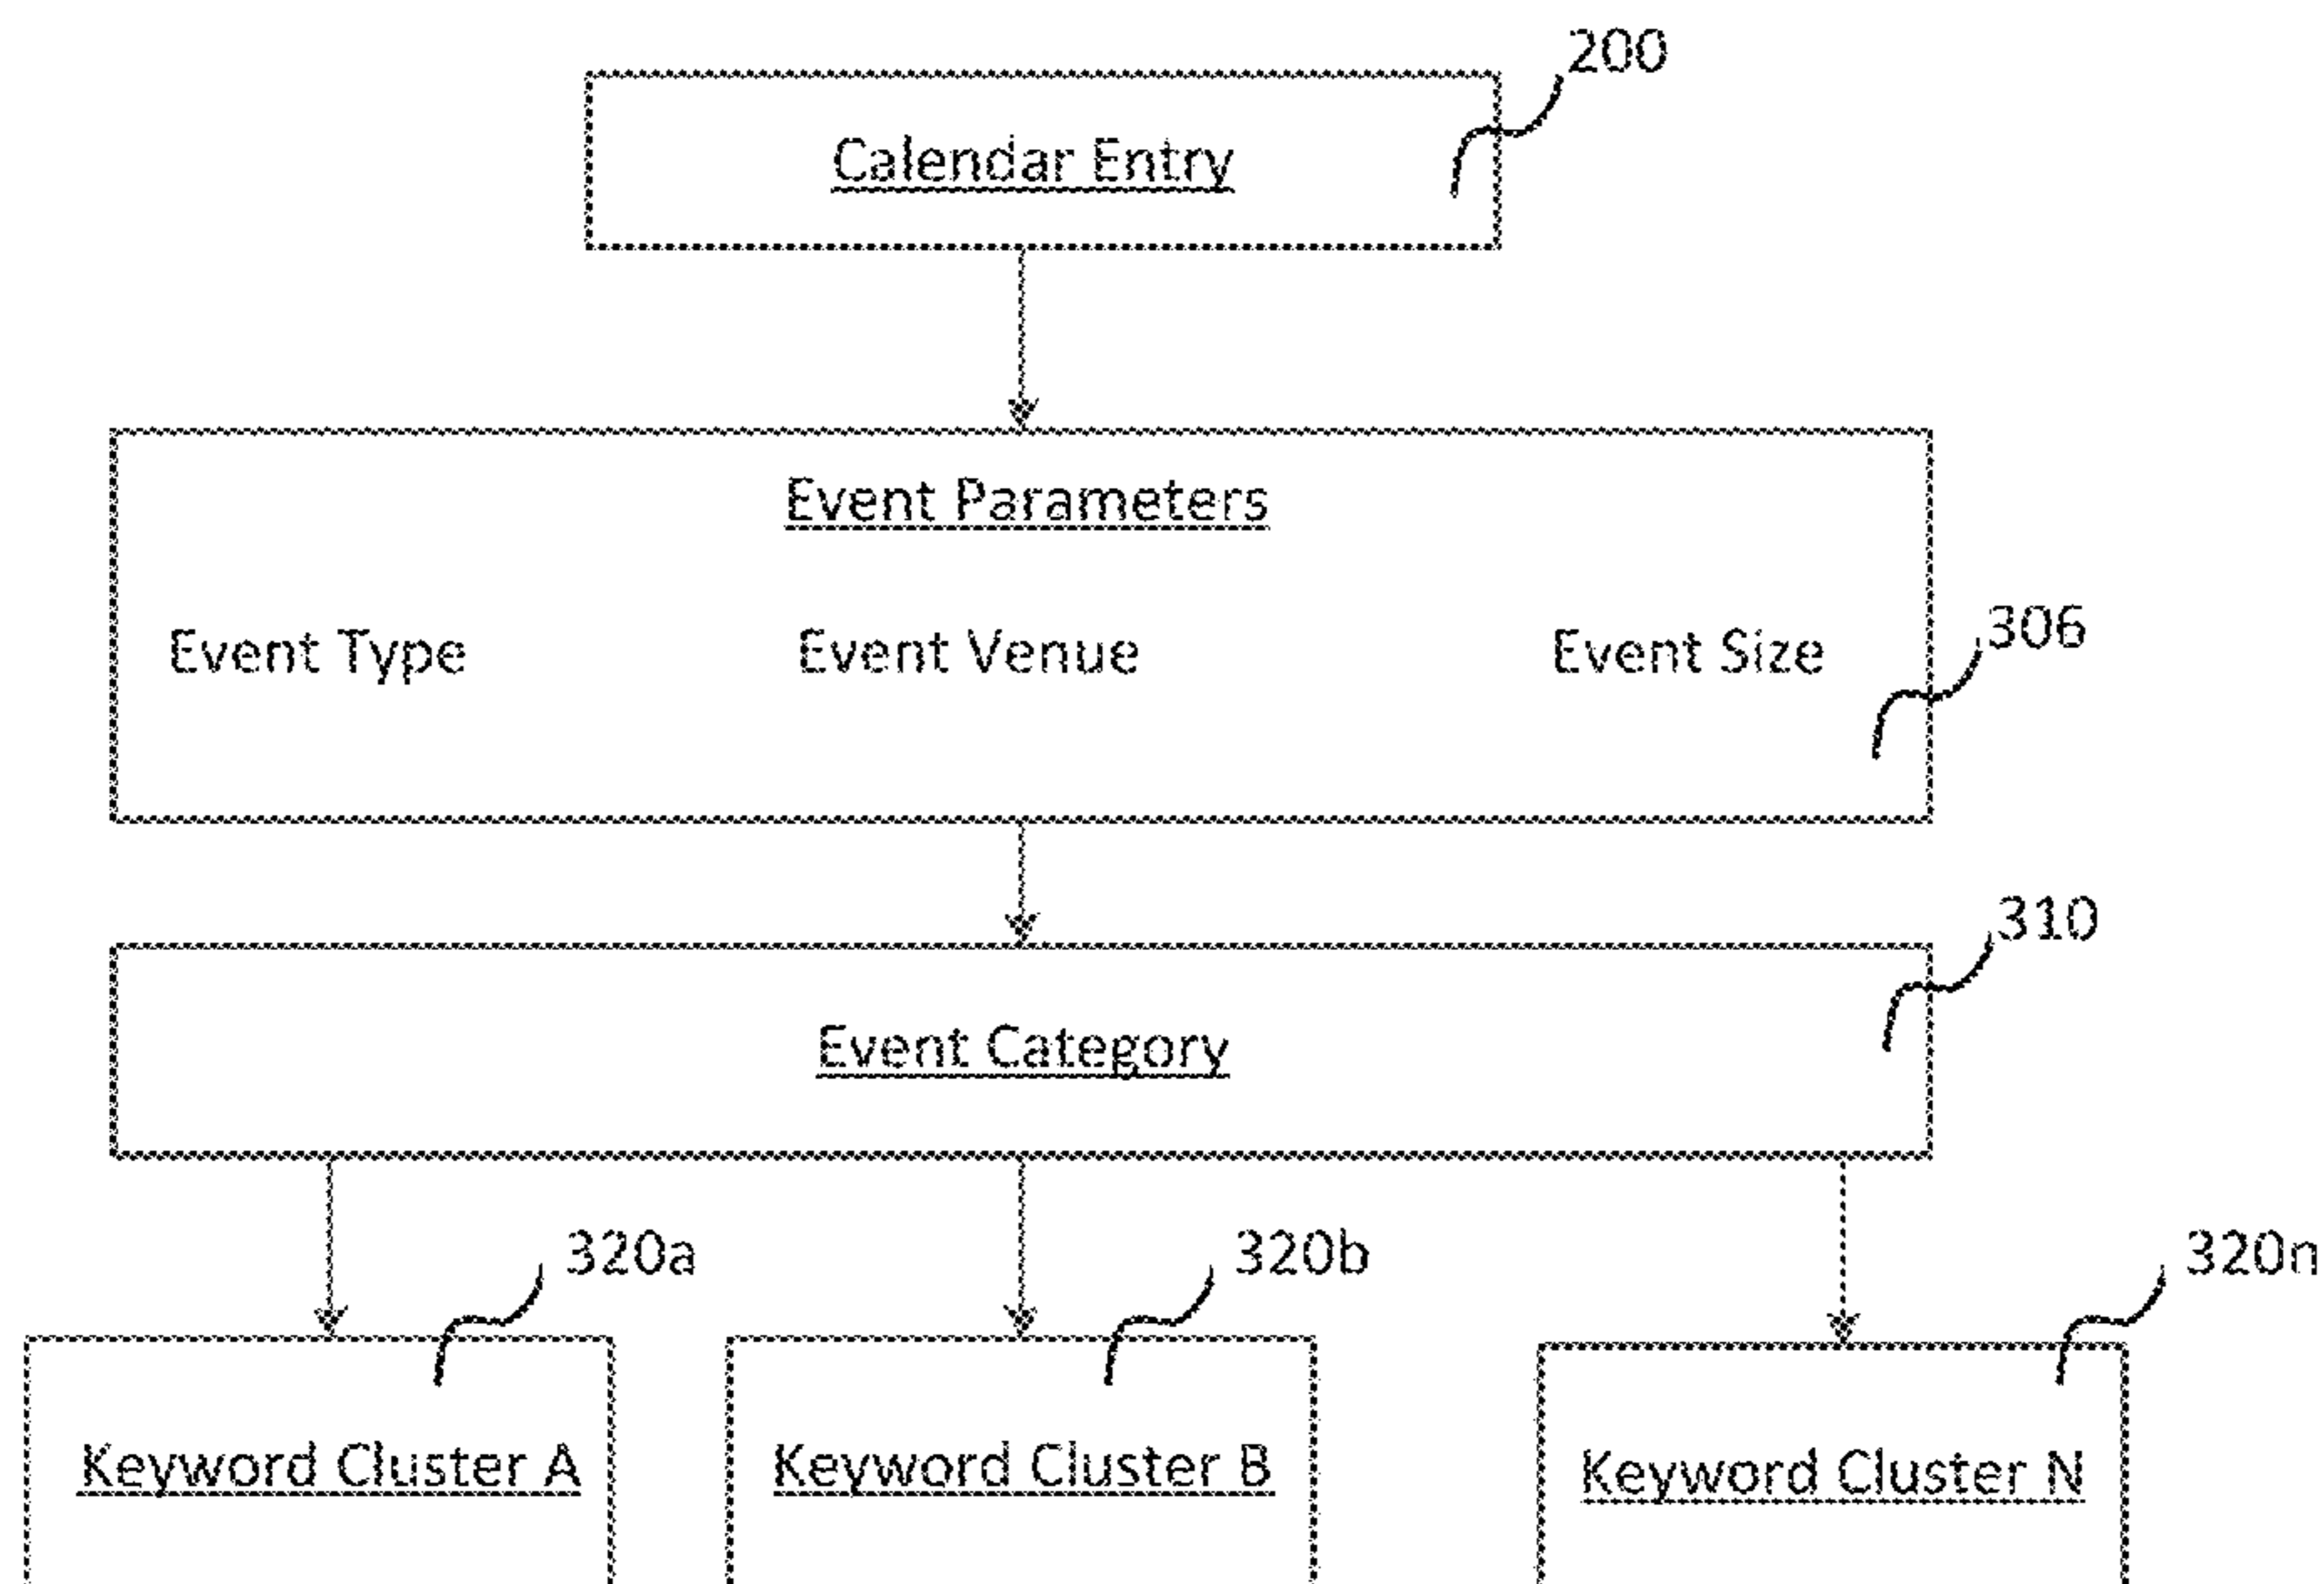 200
Calendar Entry
Event Parameters
Event Type Event Venue Event Size
306
310
Event Category
320a 320b 320n
Keyword Cluster A Keyword Cluster B Keyword Cluster N